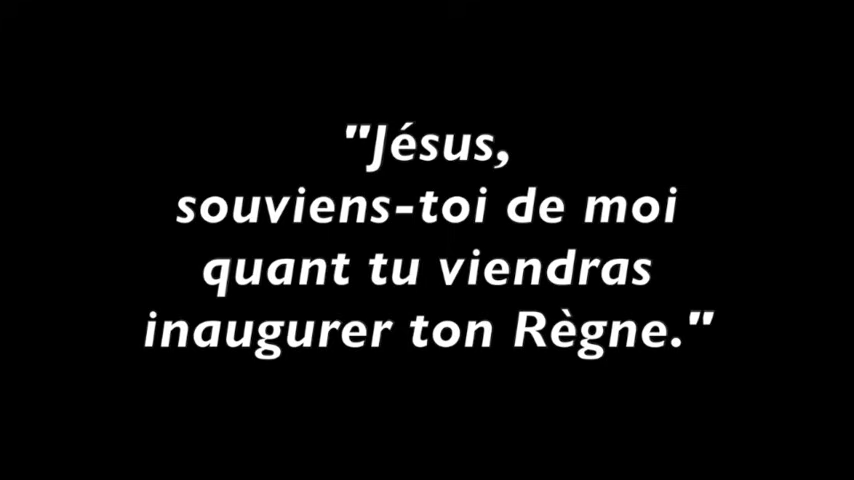 "Jésus,
souviens-toi de moi
quant tu viendras
inaugurer ton Règne."